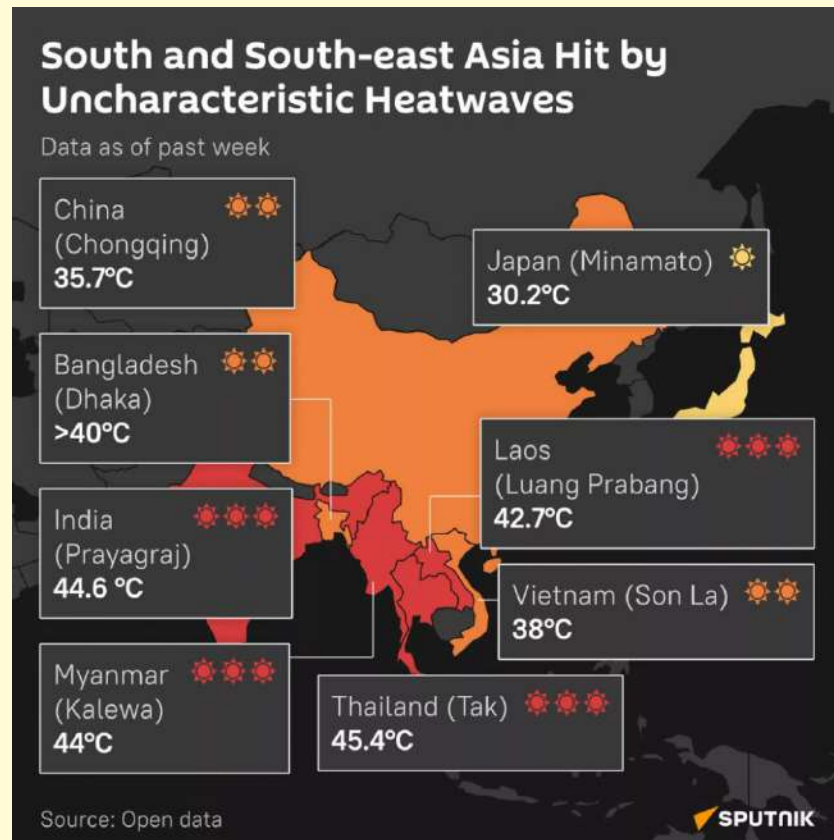 South and South-east Asia Hit by
Uncharacteristic Heatwaves
Data as of past week
China
(Chongqing)
35.7°C
Japan (Minamato)
30.2°C
Bangladesh
(Dhaka)
>40°C
Laos
(Luang Prabang)
42.7°C
India
(Prayagraj)
44.6 °C
Vietnam (Son La)
38°C
Myanmar
(Kalewa)
44°C
Thailand (Tak)
45.4°C
Source: Open data
SPUTNIK